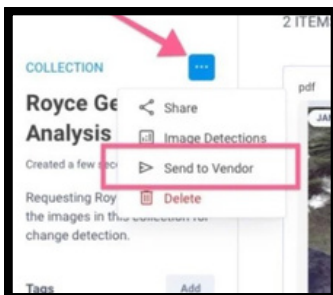 2 ITEM
COLLECTION
...
pdf
Royce Ge
Share
Analysis
Image Detections
Created a few seco
Send to Vendor
Requesting Roy
Delete
the images in this collection for
change detection.
Tags
Add